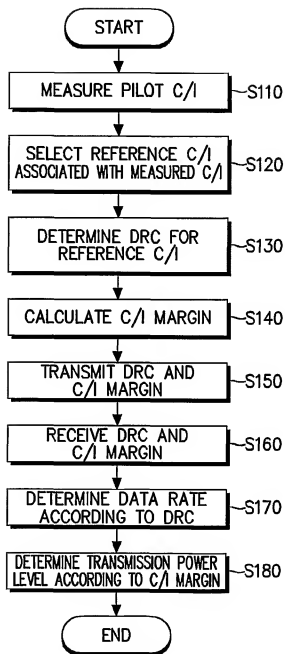 START
MEASURE PILOT C/I
S110
SELECT REFERENCE C/I
ASSOCIATED WITH MEASURED C/I
S120
DETERMINE DRC FOR
REFERENCE C/I
S130
CALCULATE C/I MARGIN
S140
TRANSMIT DRC AND
C/I MARGIN
S150
RECEIVE DRC AND
C/I MARGIN
S160
DETERMINE DATA RATE
ACCORDING TO DRC
S170
DETERMINE TRANSMISSION POWER
LEVEL ACCORDING TO C/I MARGIN
S180
END